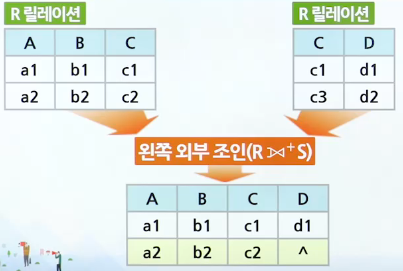 R 릴레이션
R 릴레이션
A B C
a1 b1 c1
a2 b2 c2
C D
c1 d1
c3 d2
왼쪽 외부 조인(R ⋈⁺ S)
A B C D
a1 b1 c1 d1
a2 b2 c2 ^